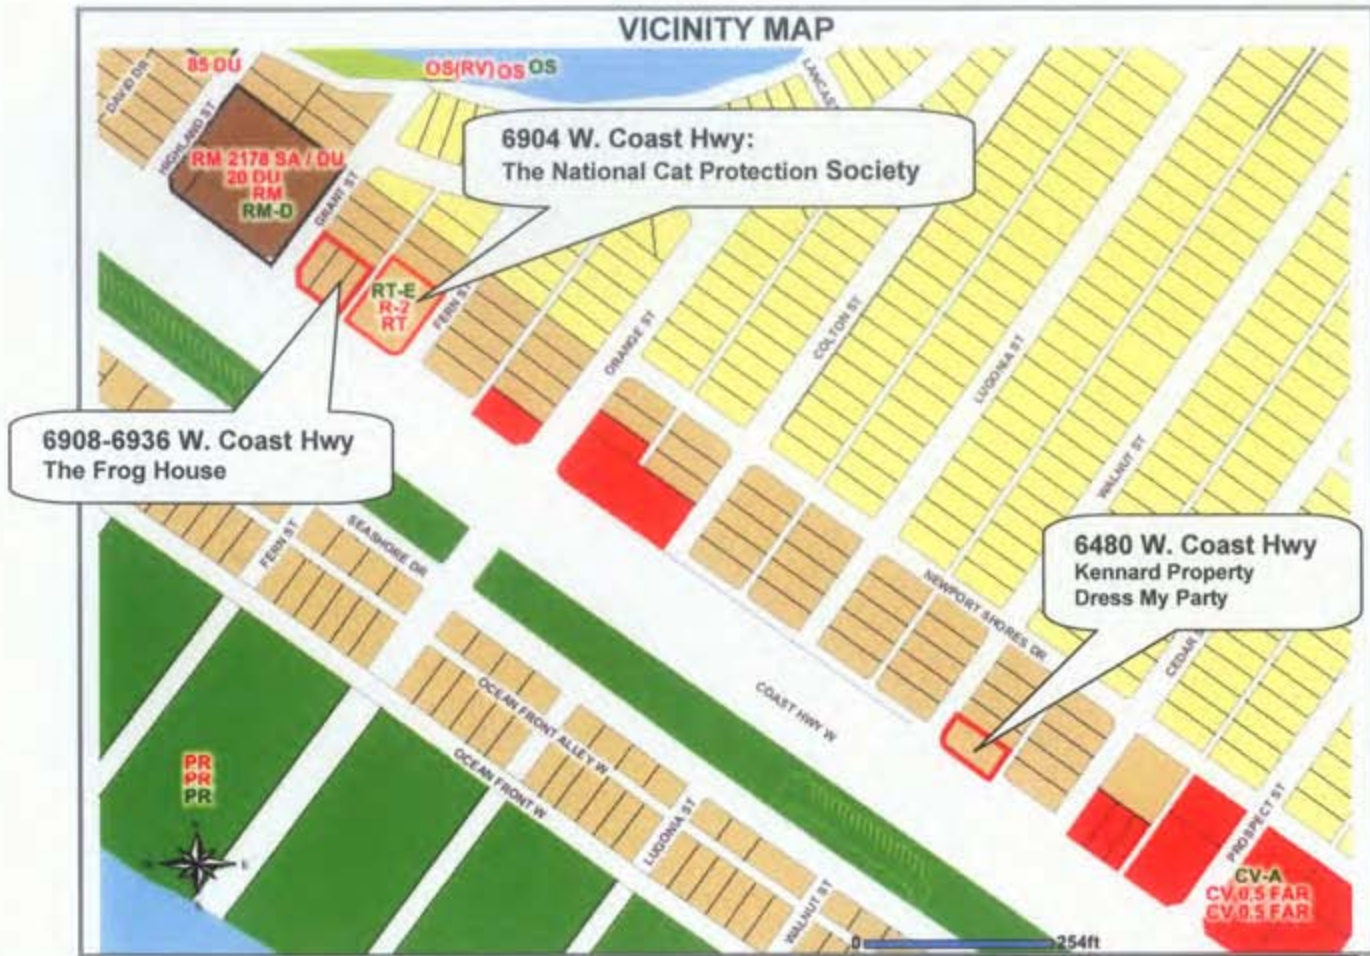 VICINITY MAP
DAVID DR
85 DU
OS(RV) OS OS
HIGHLAND ST
RM 2178 SA / DU
20 DU
RM
RM-D
GRANT ST
6904 W. Coast Hwy:
The National Cat Protection Society
RT-E
R-2
RT
FERN ST
ORANGE ST
COLTON ST
LUGONIA ST
WALNUT ST
6908-6936 W. Coast Hwy
The Frog House
FERN ST
SEASHORE DR
6480 W. Coast Hwy
Kennard Property
Dress My Party
NEWPORT SHORES DR
COAST HWY W
OCEAN FRONT ALLEY W
OCEAN FRONT W
LUGONIA ST
WALNUT ST
PROSPECT ST
PR
PR
PR
CV-A
CV 0.5 FAR
CV 0.5 FAR
0 254ft
CEDAR